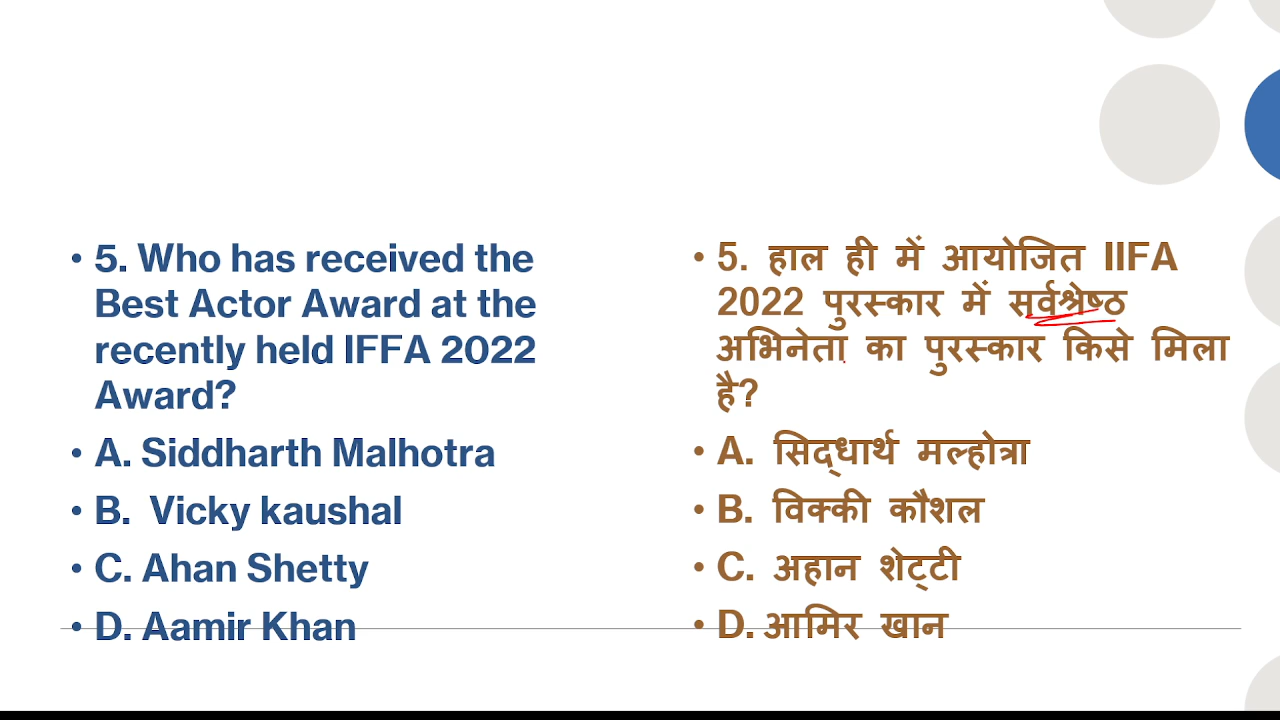 • 5. Who has received the
Best Actor Award at the
recently held IFFA 2022
Award?
• A. Siddharth Malhotra
• B. Vicky kaushal
• C. Ahan Shetty
• D. Aamir Khan
• 5. हाल ही में आयोजित IIFA
2022 पुरस्कार में सर्वश्रेष्ठ
अभिनेता का पुरस्कार किसे मिला
है?
• A. सिद्धार्थ मल्होत्रा
• B. विक्की कौशल
• C. अहान शेट्टी
• D. आमिर खान